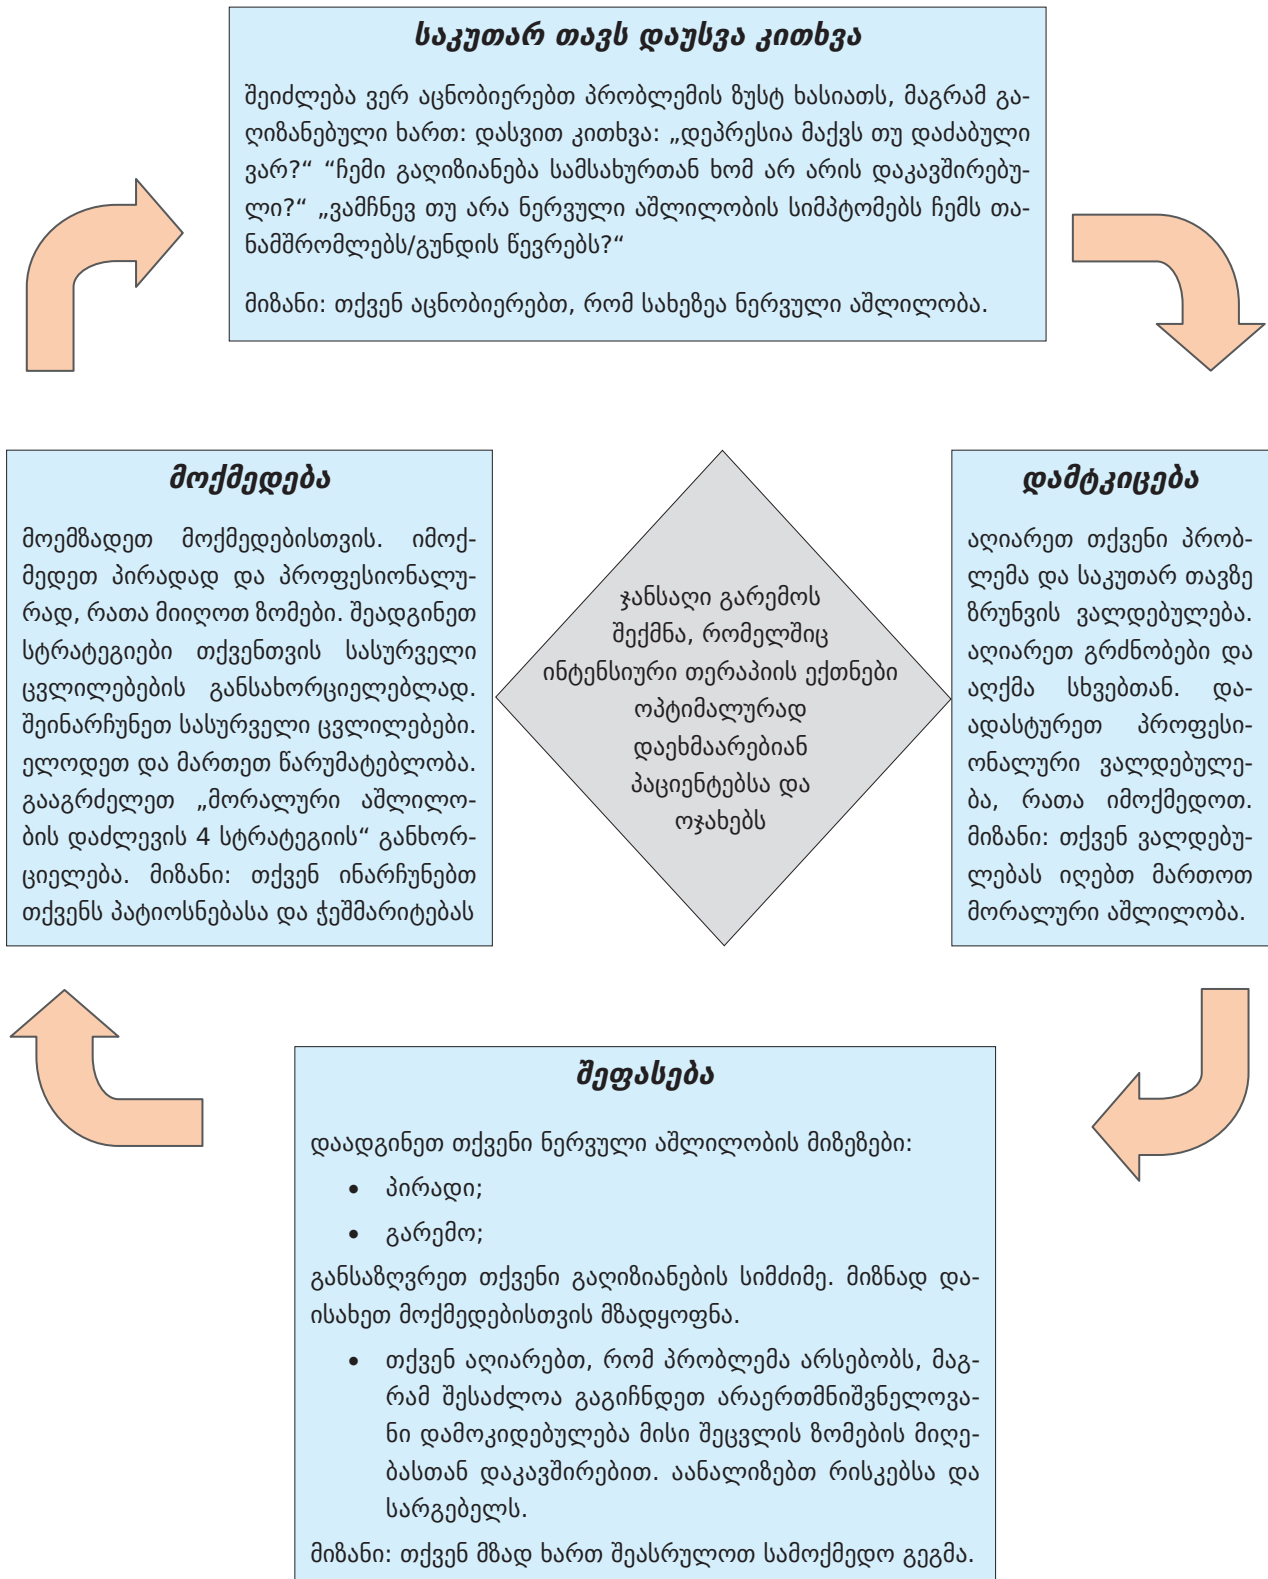 საკუთარ თავს დაუსვა კითხვა
შეიძლება ვერ აცნობიერებთ პრობლემის ზუსტ ხასიათს, მაგრამ გა-
ღიზანებული ხართ: დასვით კითხვა: „დეპრესია მაქვს თუ დაძაბული
ვარ?“ “ჩემი გაღიზიანება სამსახურთან ხომ არ არის დაკავშირებუ-
ლი?“ „ვამჩნევ თუ არა ნერვული აშლილობის სიმპტომებს ჩემს თა-
ნამშრომლებს/გუნდის წევრებს?“
მიზანი: თქვენ აცნობიერებთ, რომ სახეზეა ნერვული აშლილობა.
მოქმედება
მოემზადეთ მოქმედებისთვის. იმოქ-
მედეთ პირადად და პროფესიონალუ-
რად, რათა მიიღოთ ზომები. შეადგინეთ
სტრატეგიები თქვენთვის სასურველი
ცვლილებების განსახორციელებლად.
შეინარჩუნეთ სასურველი ცვლილებები.
ელოდეთ და მართეთ წარუმატებლობა.
გააგრძელეთ „მორალური აშლილო-
ბის დაძლევის 4 სტრატეგიის“ განხორ-
ციელება. მიზანი: თქვენ ინარჩუნებთ
თქვენს პატიოსნებასა და ჭეშმარიტებას
ჯანსაღი გარემოს
შექმნა, რომელშიც
ინტენსიური თერაპიის ექთნები
ოპტიმალურად
დაეხმაარებიან
პაციენტებსა და
ოჯახებს
დამტკიცება
აღიარეთ თქვენი პრობ-
ლემა და საკუთარ თავზე
ზრუნვის ვალდებულება.
აღიარეთ გრძნობები და
აღქმა სხვებთან. და-
ადასტურეთ პროფესი-
ონალური ვალდებულე-
ბა, რათა იმოქმედოთ.
მიზანი: თქვენ ვალდებუ-
ლებას იღებთ მართოთ
მორალური აშლილობა.
შეფასება
დაადგინეთ თქვენი ნერვული აშლილობის მიზეზები:
• პირადი;
• გარემო;
განსაზღვრეთ თქვენი გაღიზიანების სიმძიმე. მიზნად და-
ისახეთ მოქმედებისთვის მზადყოფნა.
• თქვენ აღიარებთ, რომ პრობლემა არსებობს, მაგ-
რამ შესაძლოა გაგიჩნდეთ არაერთმნიშვნელოვა-
ნი დამოკიდებულება მისი შეცვლის ზომების მიღე-
ბასთან დაკავშირებით. აანალიზებთ რისკებსა და
სარგებელს.
მიზანი: თქვენ მზად ხართ შეასრულოთ სამოქმედო გეგმა.